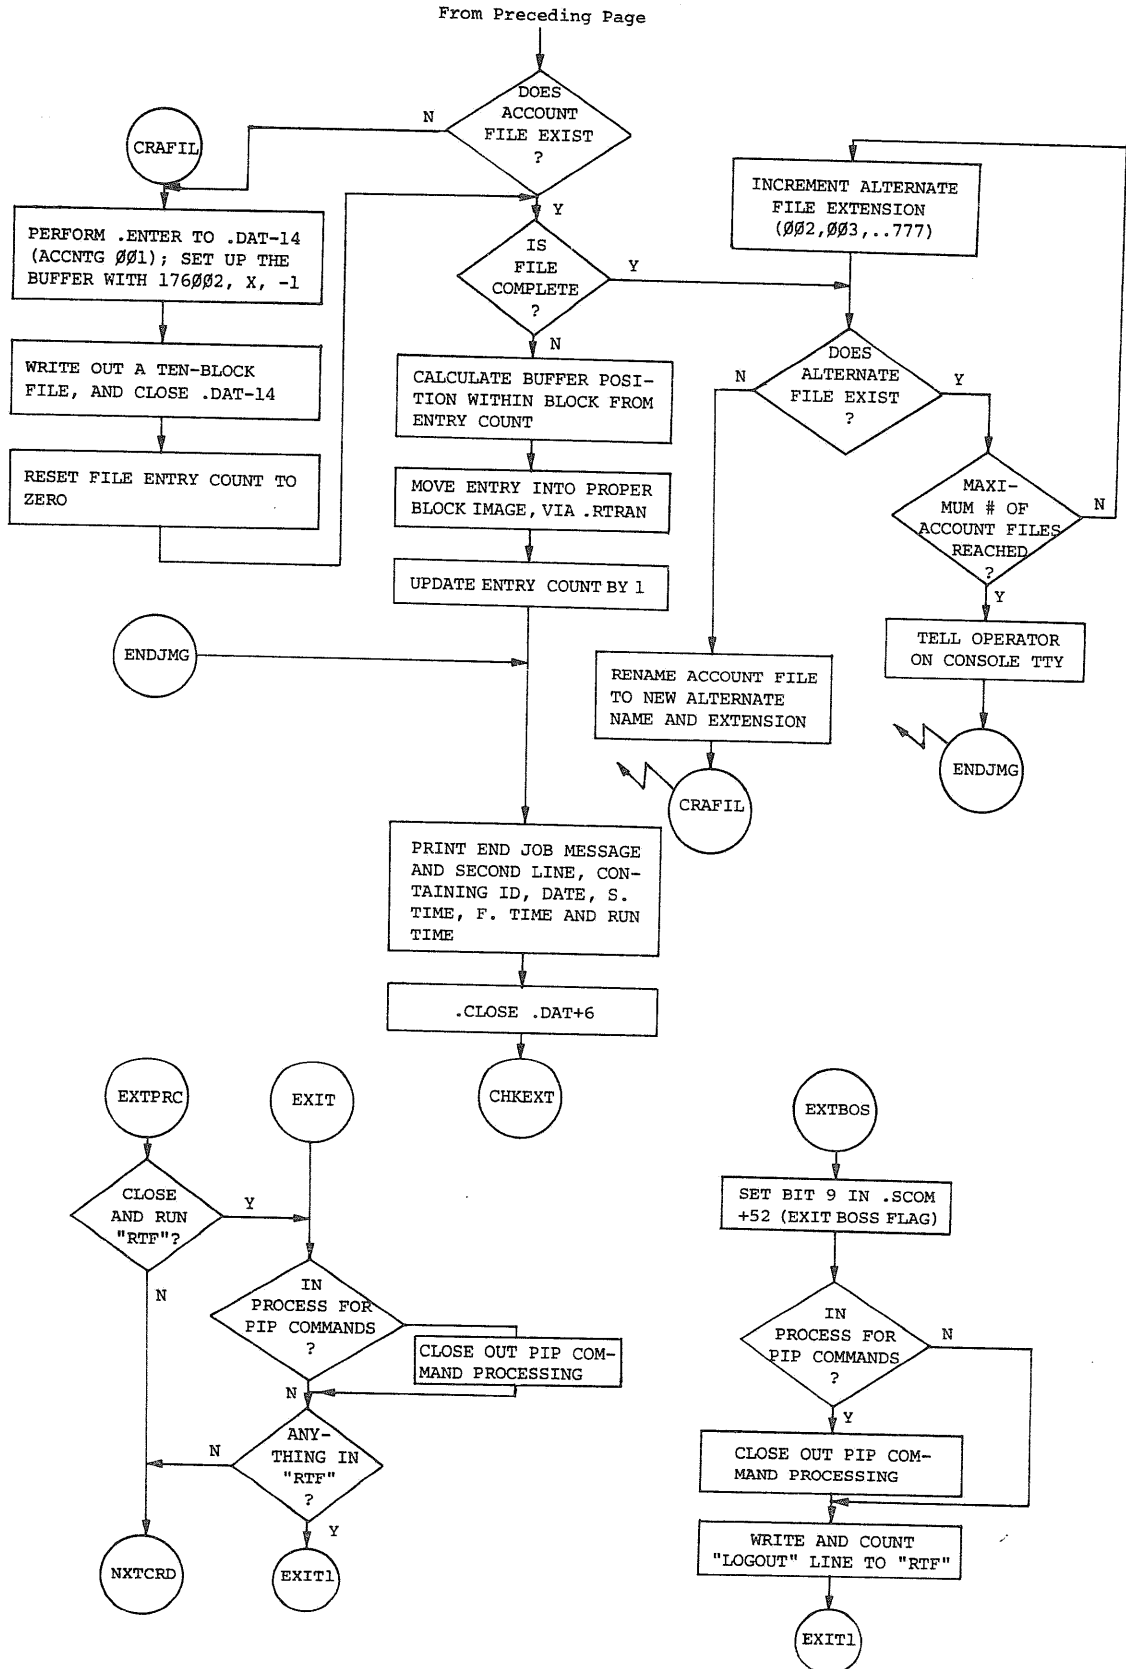 From Preceding Page
DOES
ACCOUNT
FILE EXIST
?
N
Y
CRAFIL
PERFORM .ENTER TO .DAT-14
(ACCNTG ØØ1); SET UP THE
BUFFER WITH 176ØØ2, X, -1
WRITE OUT A TEN-BLOCK
FILE, AND CLOSE .DAT-14
RESET FILE ENTRY COUNT TO
ZERO
IS
FILE
COMPLETE
?
Y
N
CALCULATE BUFFER POSI-
TION WITHIN BLOCK FROM
ENTRY COUNT
MOVE ENTRY INTO PROPER
BLOCK IMAGE, VIA .RTRAN
UPDATE ENTRY COUNT BY 1
ENDJMG
INCREMENT ALTERNATE
FILE EXTENSION
(ØØ2,ØØ3,..777)
DOES
ALTERNATE
FILE EXIST
?
N
Y
MAXI-
MUM # OF
ACCOUNT FILES
REACHED
?
N
Y
TELL OPERATOR
ON CONSOLE TTY
ENDJMG
RENAME ACCOUNT FILE
TO NEW ALTERNATE
NAME AND EXTENSION
CRAFIL
PRINT END JOB MESSAGE
AND SECOND LINE, CON-
TAINING ID, DATE, S.
TIME, F. TIME AND RUN
TIME
.CLOSE .DAT+6
CHKEXT
EXTPRC
CLOSE
AND RUN
"RTF"?
Y
N
EXIT
IN
PROCESS FOR
PIP COMMANDS
?
CLOSE OUT PIP COM-
MAND PROCESSING
N
ANY-
THING IN
"RTF"
?
N
Y
NXTCRD
EXIT1
EXTBOS
SET BIT 9 IN .SCOM
+52 (EXIT BOSS FLAG)
IN
PROCESS FOR
PIP COMMANDS
?
N
Y
CLOSE OUT PIP COM-
MAND PROCESSING
WRITE AND COUNT
"LOGOUT" LINE TO "RTF"
EXIT1